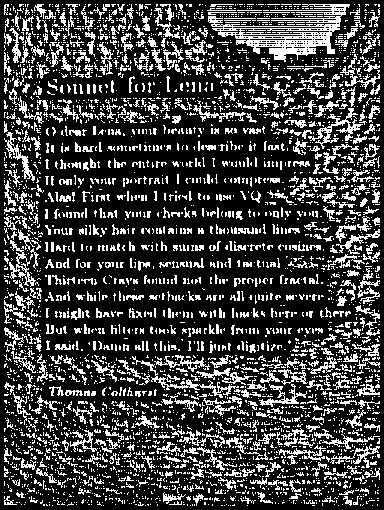 Sonnet for Lena
O dear Lena, your beauty is so vast
It is hard sometimes to describe it fast.
I thought the entire world I would impress
If only your portrait I could compress.
Alas! First when I tried to use VQ
I found that your cheeks belong to only you.
Your silky hair contains a thousand lines
Hard to match with sums of discrete cosines.
And for your lips, sensual and tactual
Thirteen Crays found not the proper fractal.
And while these setbacks are all quite severe
I might have fixed them with hacks here or there
But when filters took sparkle from your eyes
I said, 'Damn all this. I'll just digitize.'
Thomas Colthurst